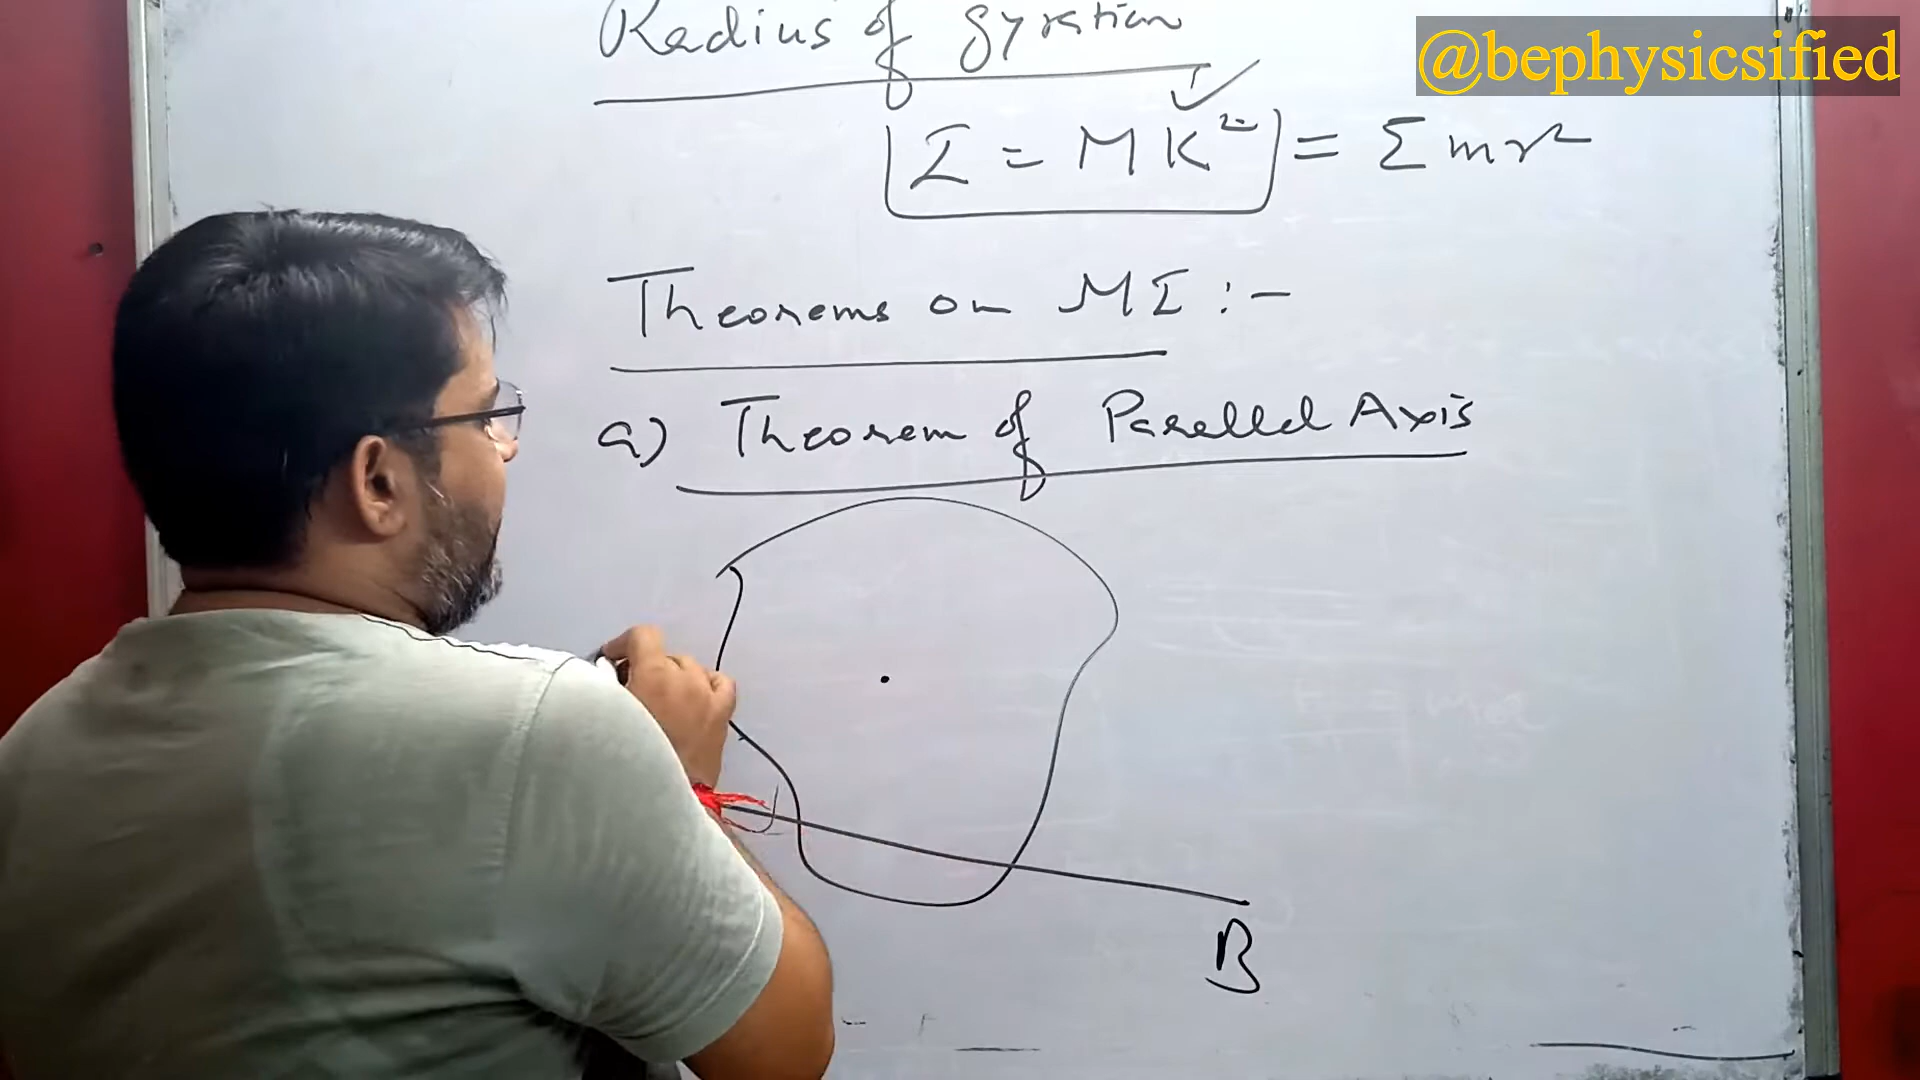 Radius of gyration
@bephysicsified
I = MK² = Σmr²
Theorems on MI :-
a) Theorem of Parallel Axis
B